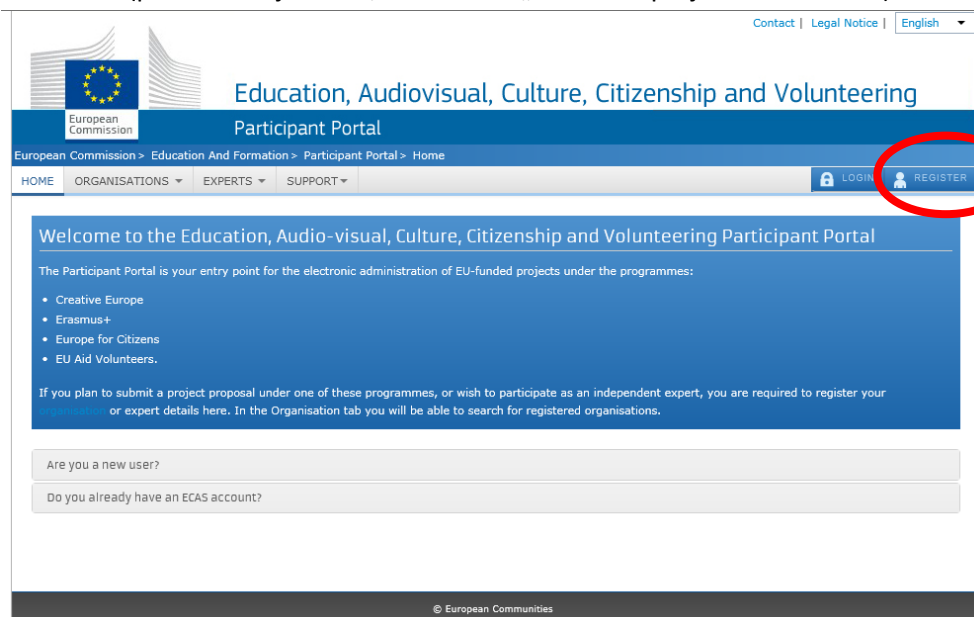 Contact | Legal Notice | English
Education, Audiovisual, Culture, Citizenship and Volunteering
European
Commission
Participant Portal
European Commission > Education And Formation > Participant Portal > Home
HOME ORGANISATIONS EXPERTS SUPPORT LOGIN REGISTER
Welcome to the Education, Audio-visual, Culture, Citizenship and Volunteering Participant Portal
The Participant Portal is your entry point for the electronic administration of EU-funded projects under the programmes:
• Creative Europe
• Erasmus+
• Europe for Citizens
• EU Aid Volunteers.
If you plan to submit a project proposal under one of these programmes, or wish to participate as an independent expert, you are required to register your
organisation or expert details here. In the Organisation tab you will be able to search for registered organisations.
Are you a new user?
Do you already have an ECAS account?
© European Communities